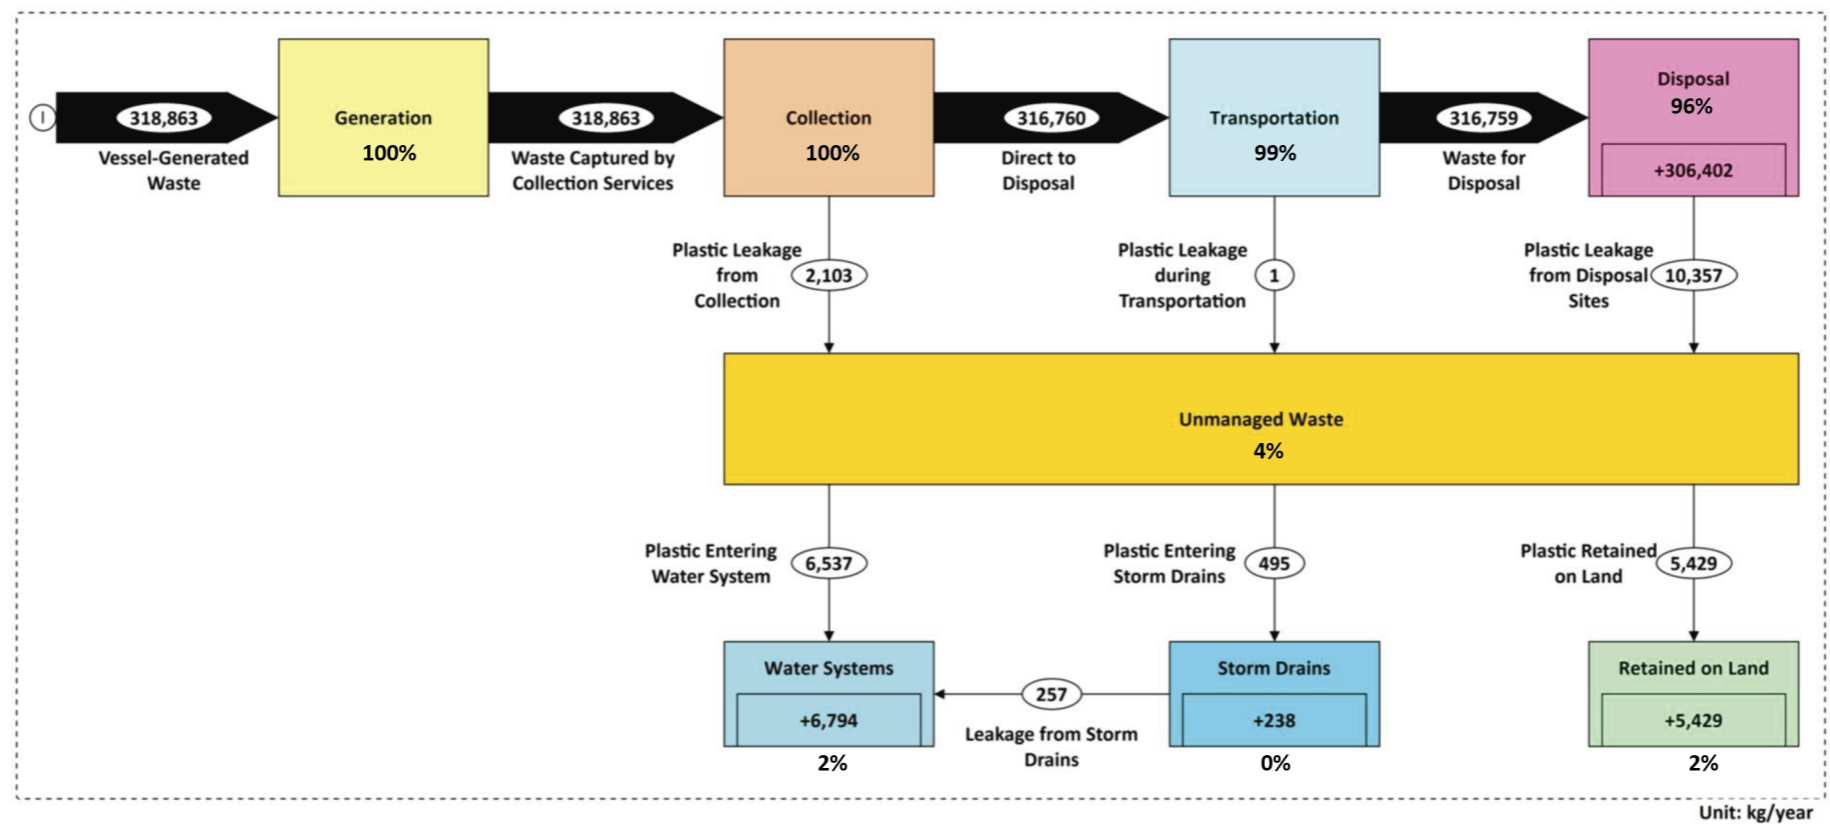 I
318,863
Vessel-Generated
Waste
Generation
100%
318,863
Waste Captured by
Collection Services
Collection
100%
316,760
Direct to
Disposal
Transportation
99%
316,759
Waste for
Disposal
Disposal
96%
+306,402
Plastic Leakage
from
Collection
2,103
Plastic Leakage
during
Transportation
1
Plastic Leakage
from Disposal
Sites
10,357
Unmanaged Waste
4%
Plastic Entering
Water System
6,537
Plastic Entering
Storm Drains
495
Plastic Retained
on Land
5,429
Water Systems
+6,794
2%
257
Leakage from Storm
Drains
Storm Drains
+238
0%
Retained on Land
+5,429
2%
Unit: kg/year